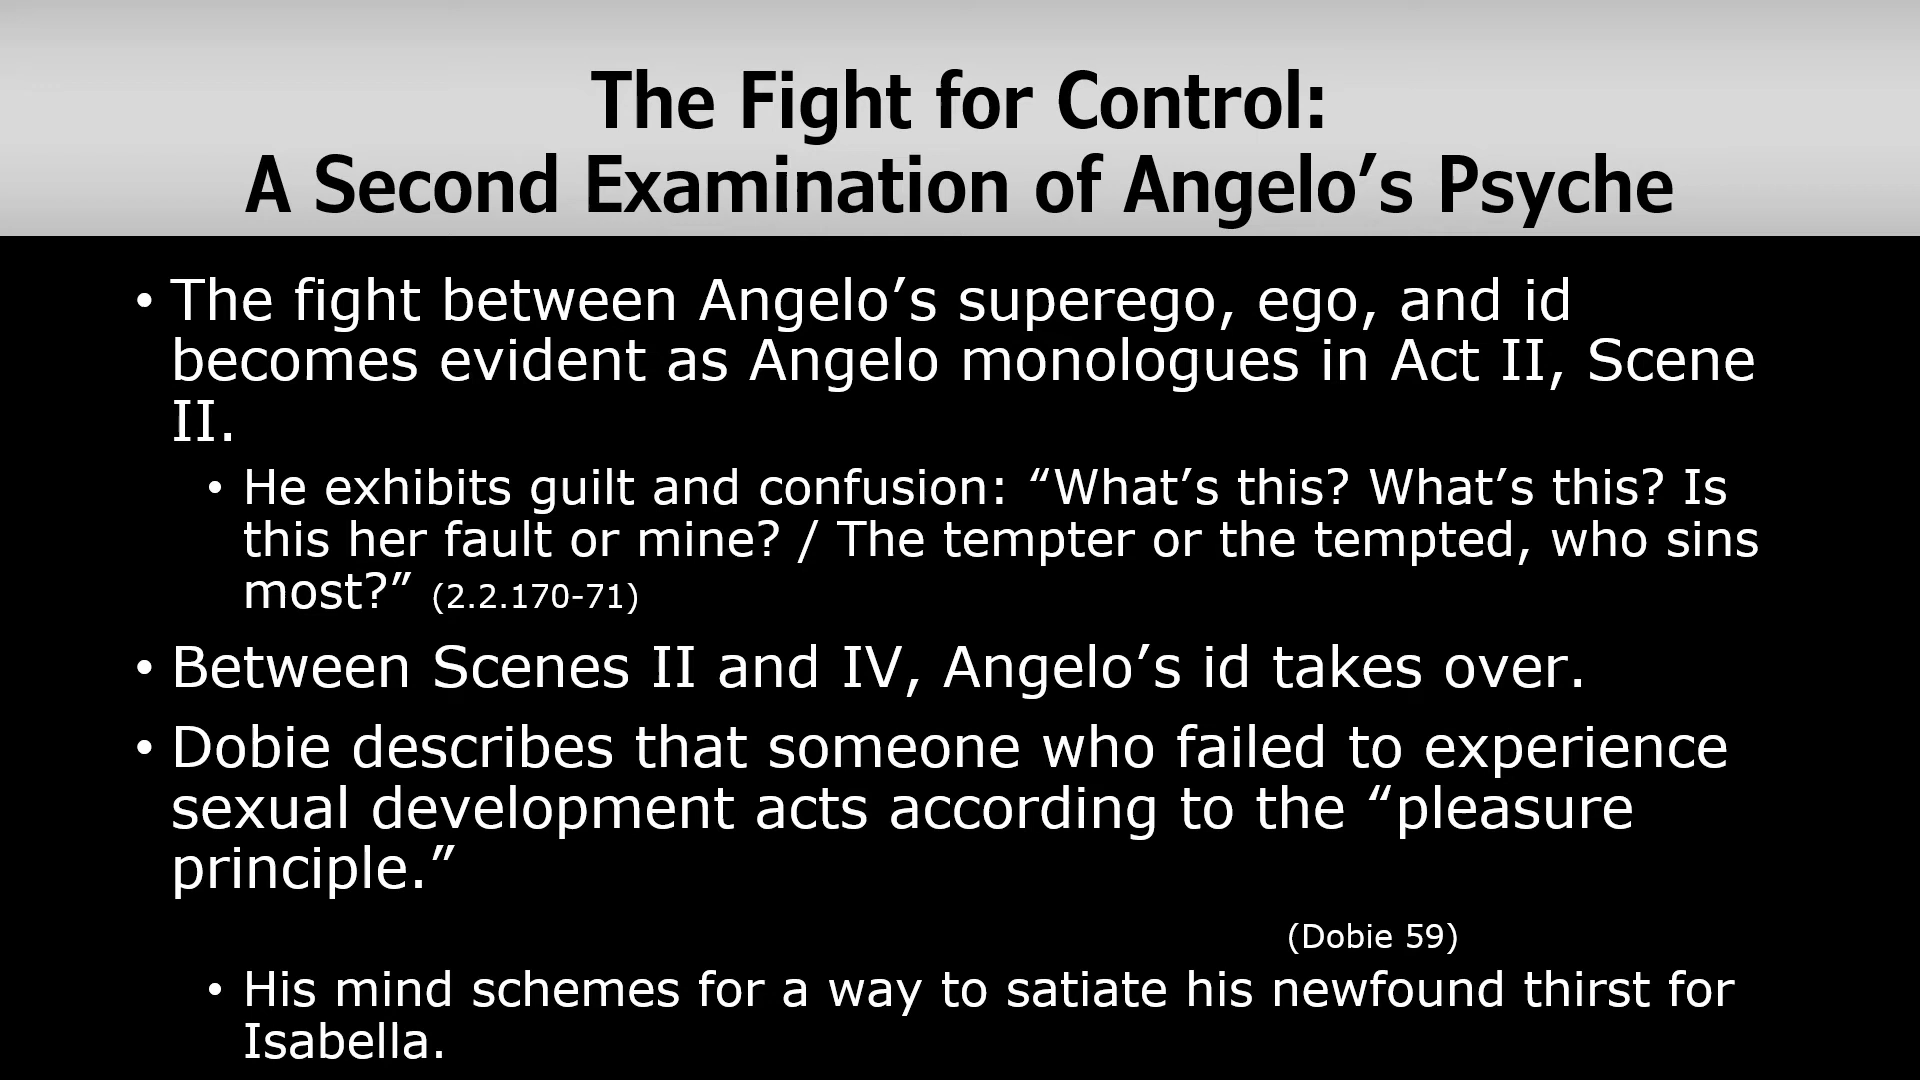 The Fight for Control:
A Second Examination of Angelo’s Psyche
• The fight between Angelo’s superego, ego, and id
becomes evident as Angelo monologues in Act II, Scene
II.
• He exhibits guilt and confusion: “What’s this? What’s this? Is
this her fault or mine? / The tempter or the tempted, who sins
most?” (2.2.170-71)
• Between Scenes II and IV, Angelo’s id takes over.
• Dobie describes that someone who failed to experience
sexual development acts according to the “pleasure
principle.”
(Dobie 59)
• His mind schemes for a way to satiate his newfound thirst for
Isabella.